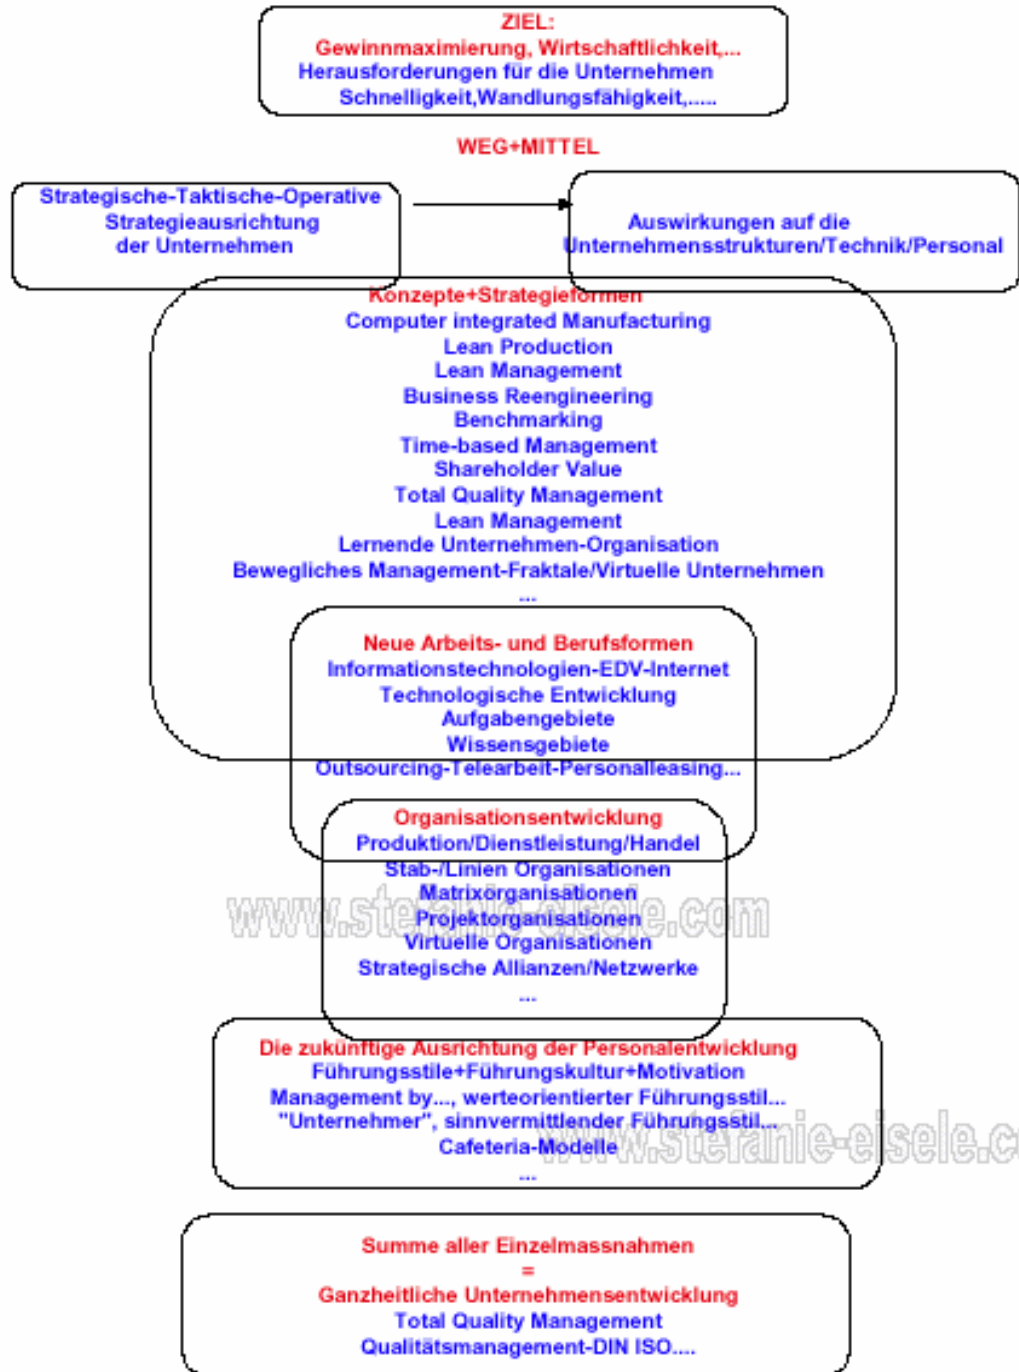 ZIEL:
Gewinnmaximierung, Wirtschaftlichkeit,...
Herausforderungen für die Unternehmen
Schnelligkeit,Wandlungsfähigkeit,.....
WEG+MITTEL
Strategische-Taktische-Operative
Strategieausrichtung
der Unternehmen
Auswirkungen auf die
Unternehmensstrukturen/Technik/Personal
Konzepte+Strategieformen
Computer integrated Manufacturing
Lean Production
Lean Management
Business Reengineering
Benchmarking
Time-based Management
Shareholder Value
Total Quality Management
Lean Management
Lernende Unternehmen-Organisation
Bewegliches Management-Fraktale/Virtuelle Unternehmen
...
Neue Arbeits- und Berufsformen
Informationstechnologien-EDV-Internet
Technologische Entwicklung
Aufgabengebiete
Wissensgebiete
Outsourcing-Telearbeit-Personalleasing...
Organisationsentwicklung
Produktion/Dienstleistung/Handel
Stab-/Linien Organisationen
Matrixorganisationen
www.stefanie-eisele.com
Projektorganisationen
Virtuelle Organisationen
Strategische Allianzen/Netzwerke
...
Die zukünftige Ausrichtung der Personalentwicklung
Führungsstile+Führungskultur+Motivation
Management by..., werteorientierter Führungsstil...
"Unternehmer", sinnvermittlender Führungsstil...
Cafeteria-Modelle
www.stefanie-eisele.co
...
Summe aller Einzelmassnahmen
=
Ganzheitliche Unternehmensentwicklung
Total Quality Management
Qualitätsmanagement-DIN ISO....